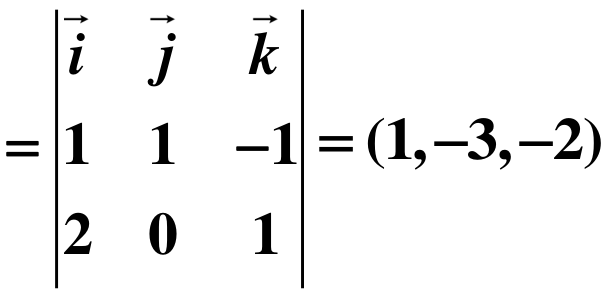 = | i⃗ j⃗ k⃗ |
| 1 1 −1 | = (1,−3,−2)
| 2 0 1 |